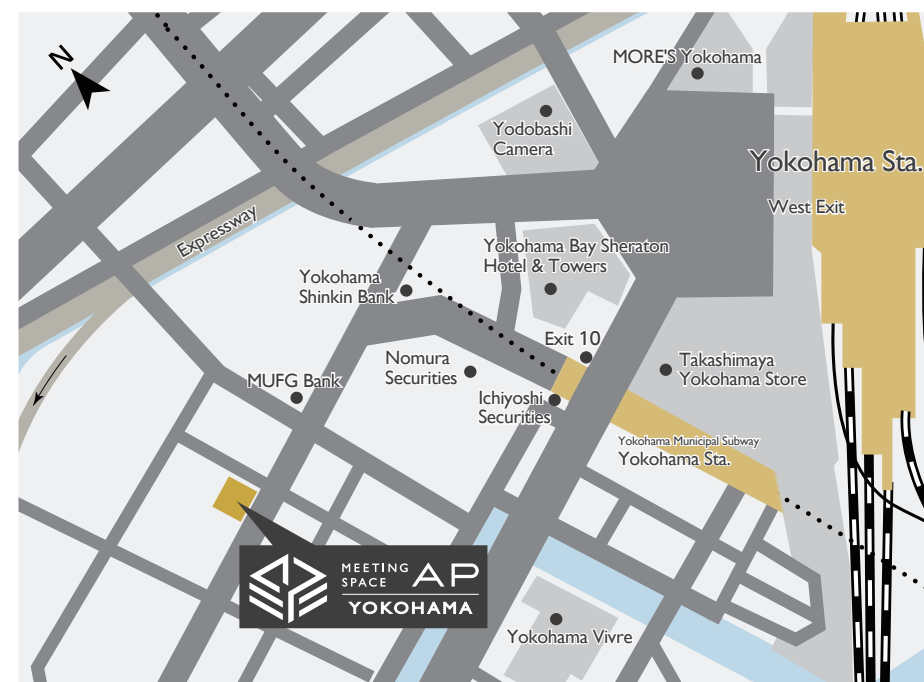 N
MORE'S Yokohama
Yodobashi
Camera
Yokohama Sta.
West Exit
Expressway
Yokohama Bay Sheraton
Hotel & Towers
Yokohama
Shinkin Bank
Exit 10
Nomura
Securities
Takashimaya
Yokohama Store
MUFG Bank
Ichiyoshi
Securities
Yokohama Municipal Subway
Yokohama Sta.
MEETING
SPACE
AP
YOKOHAMA
Yokohama Vivre